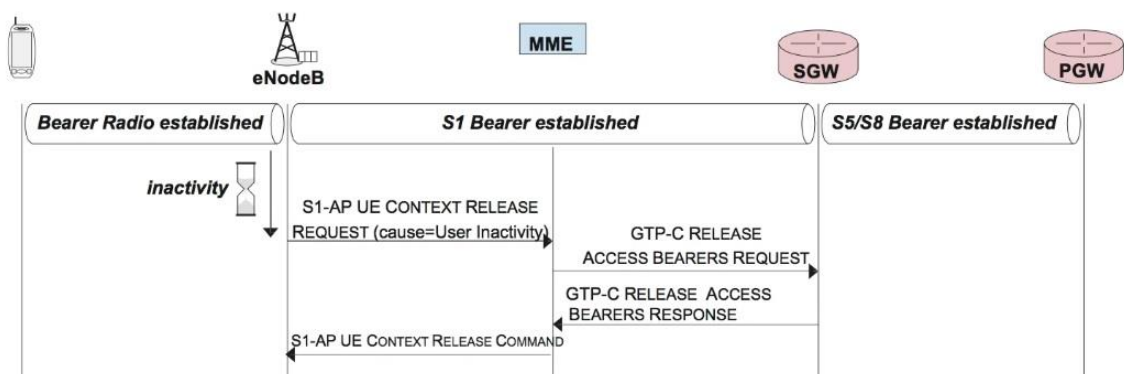 eNodeB
MME
SGW
PGW
Bearer Radio established
S1 Bearer established
S5/S8 Bearer established
inactivity
S1-AP UE CONTEXT RELEASE
REQUEST (cause=User Inactivity)
GTP-C RELEASE
ACCESS BEARERS REQUEST
GTP-C RELEASE ACCESS
BEARERS RESPONSE
S1-AP UE CONTEXT RELEASE COMMAND